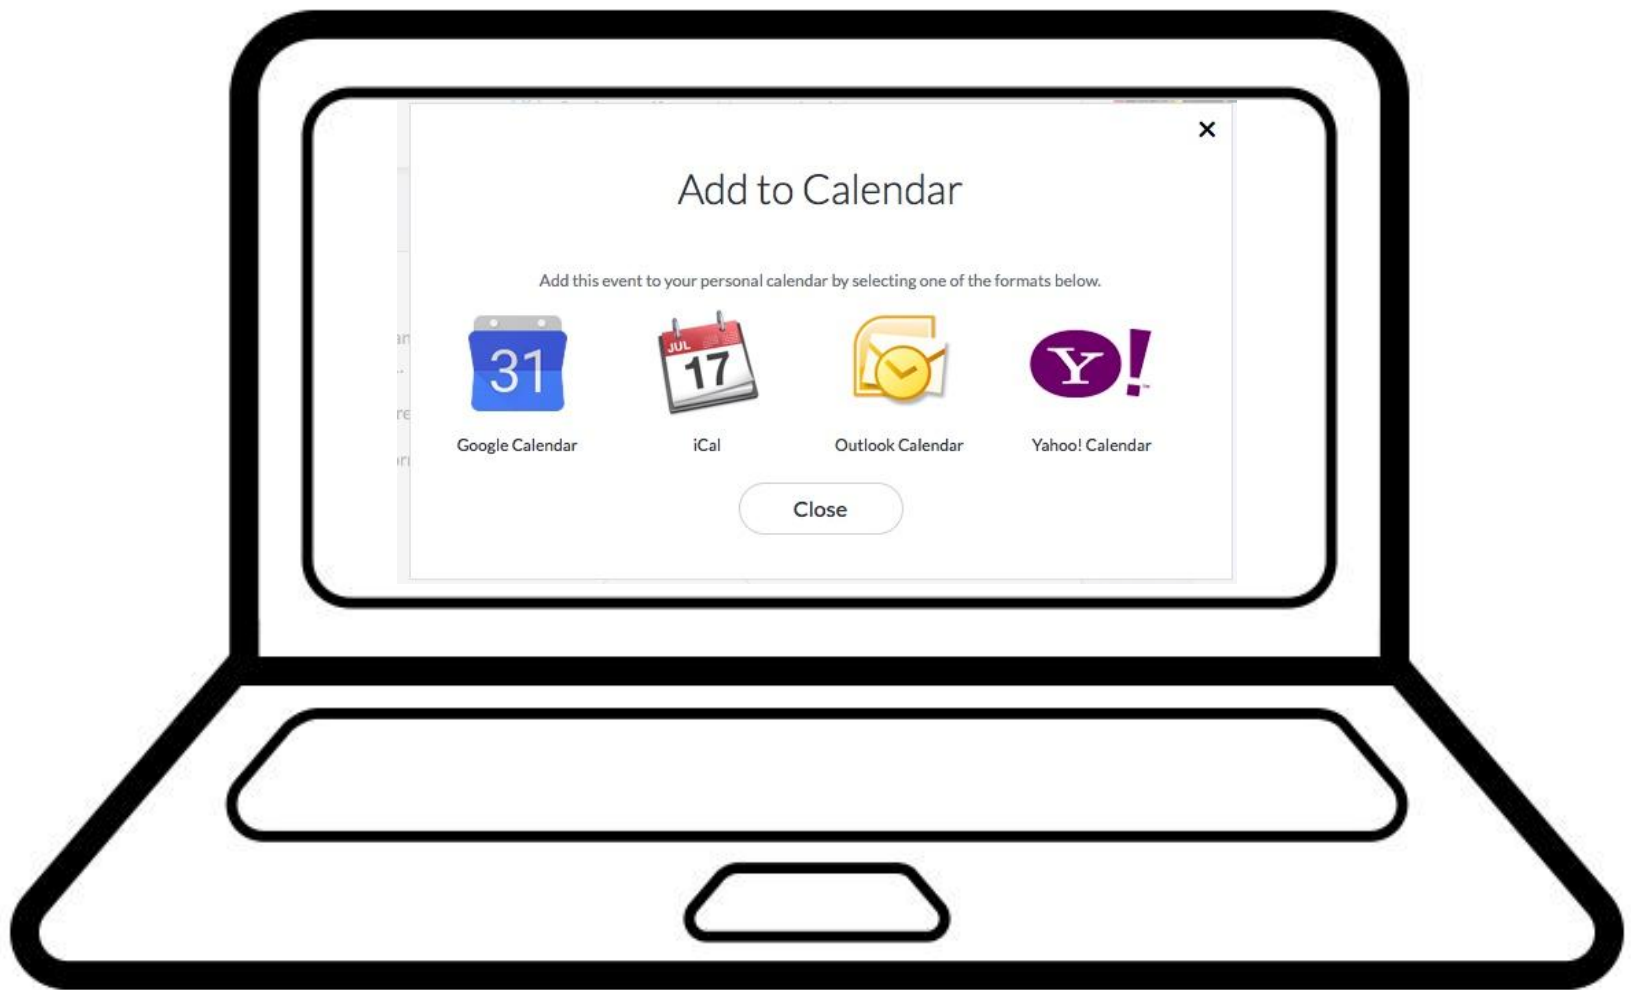 Add to Calendar
Add this event to your personal calendar by selecting one of the formats below.
31
JUL
17
Y!
Google Calendar
iCal
Outlook Calendar
Yahoo! Calendar
Close